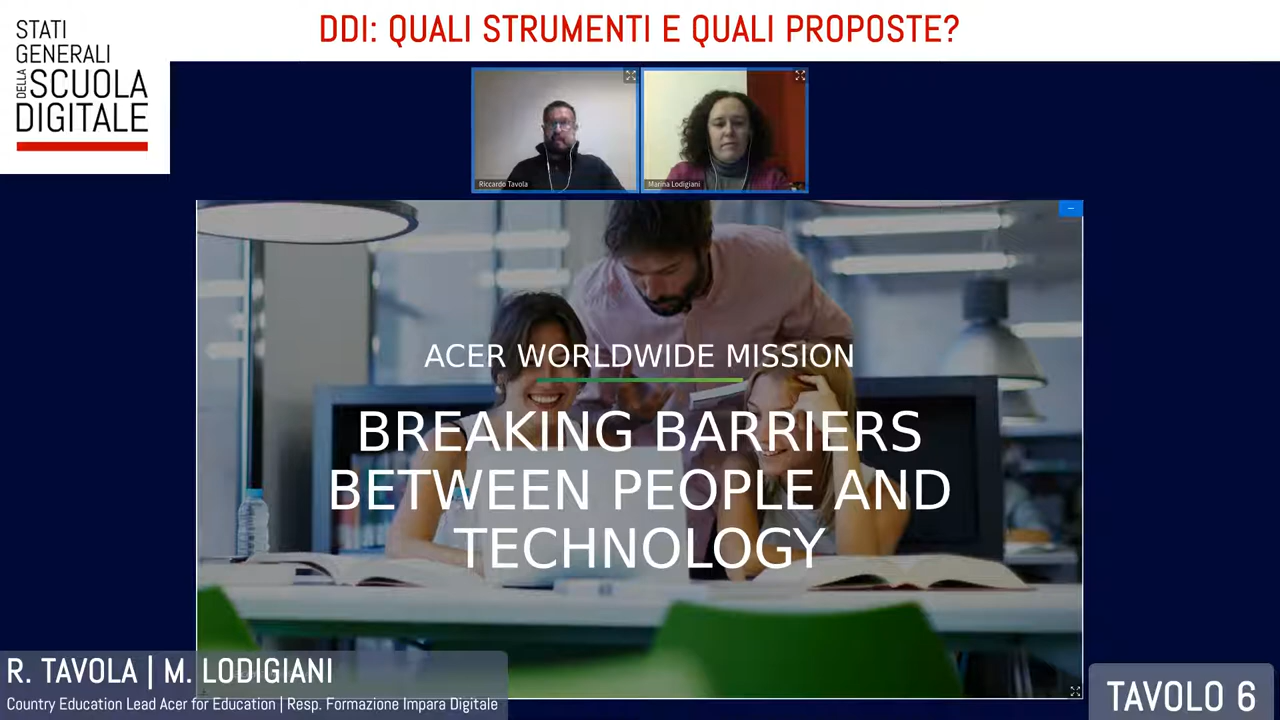 DDI: QUALI STRUMENTI E QUALI PROPOSTE?
STATI
GENERALI
DELLA SCUOLA
DIGITALE
Riccardo Tavola
Marina Lodigiani
ACER WORLDWIDE MISSION
BREAKING BARRIERS
BETWEEN PEOPLE AND
TECHNOLOGY
R. TAVOLA | M. LODIGIANI
Country Education Lead Acer for Education | Resp. Formazione Impara Digitale
TAVOLO 6